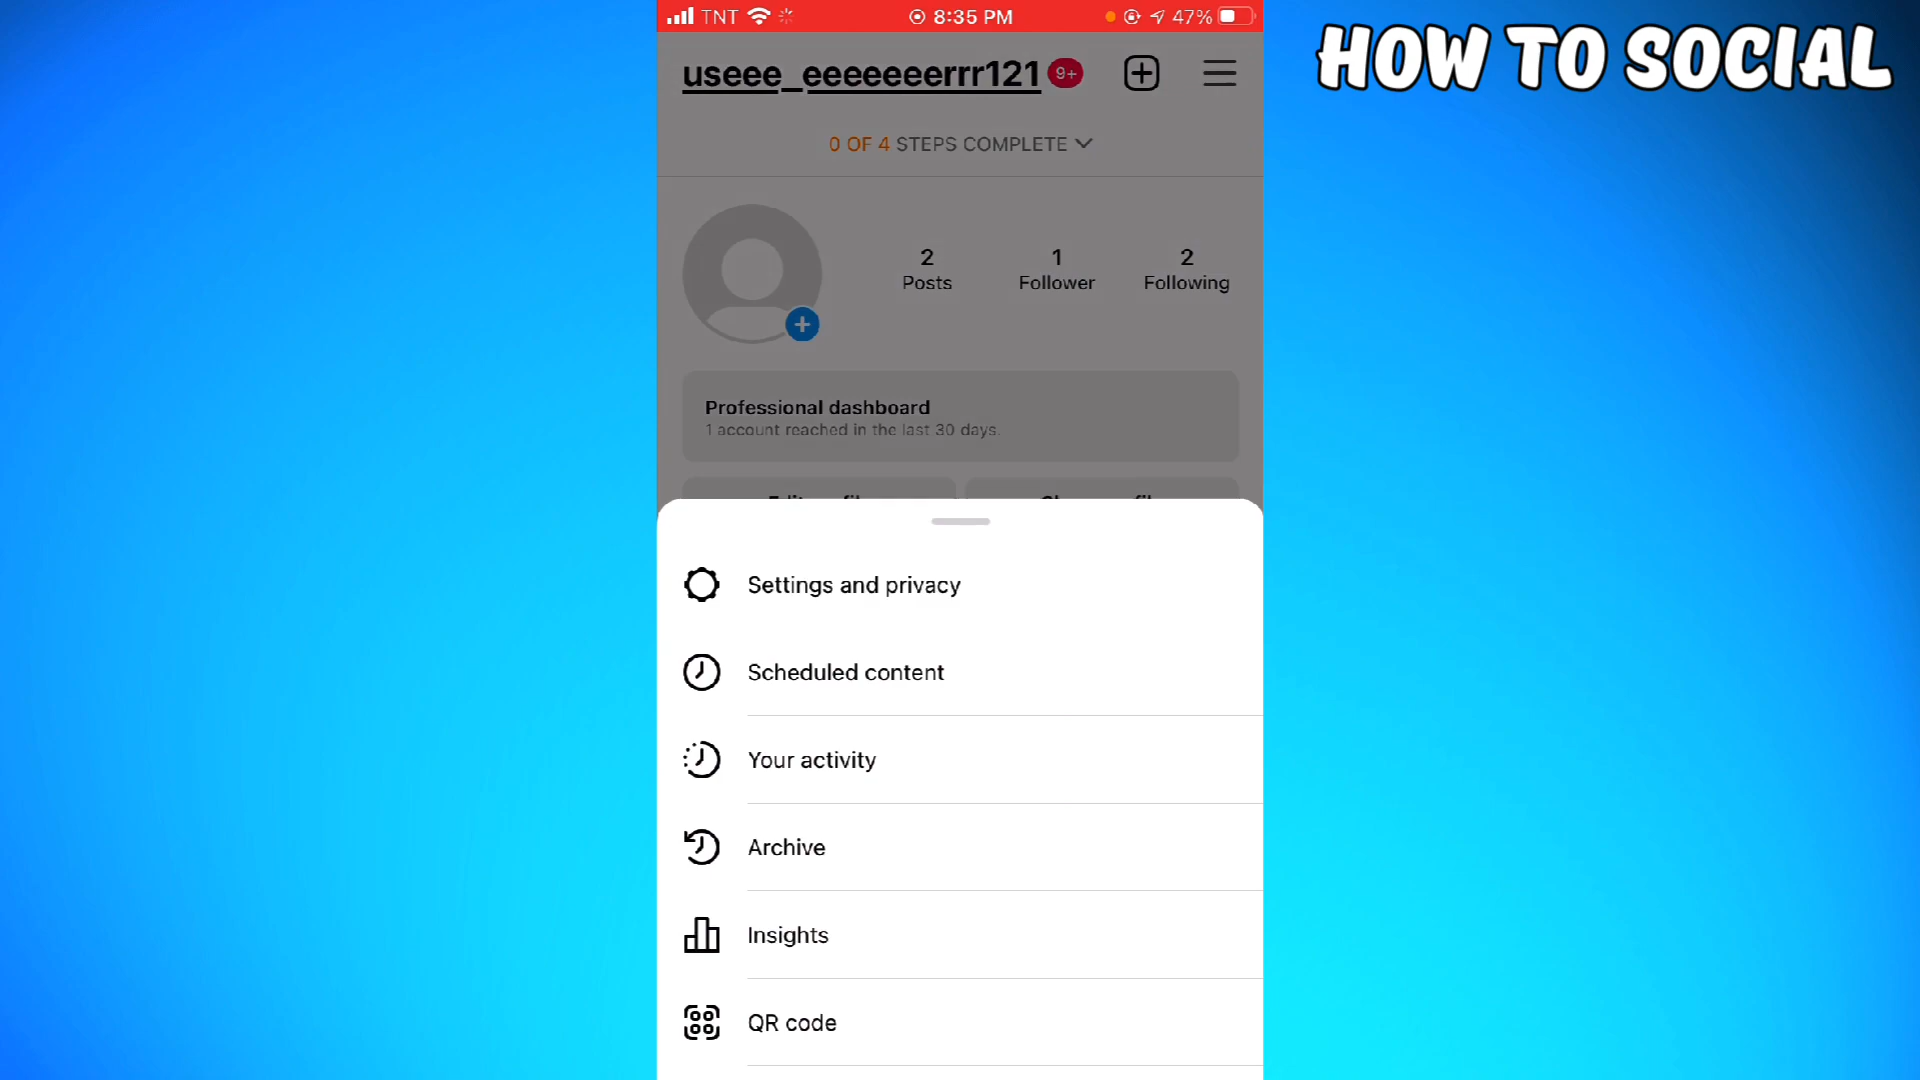 TNT 8:35 PM 47%
HOW TO SOCIAL
useee_eeeeeeerrr121 9+
0 OF 4 STEPS COMPLETE
2 1 2
Posts Follower Following
Professional dashboard
1 account reached in the last 30 days.
Settings and privacy
Scheduled content
Your activity
Archive
Insights
QR code